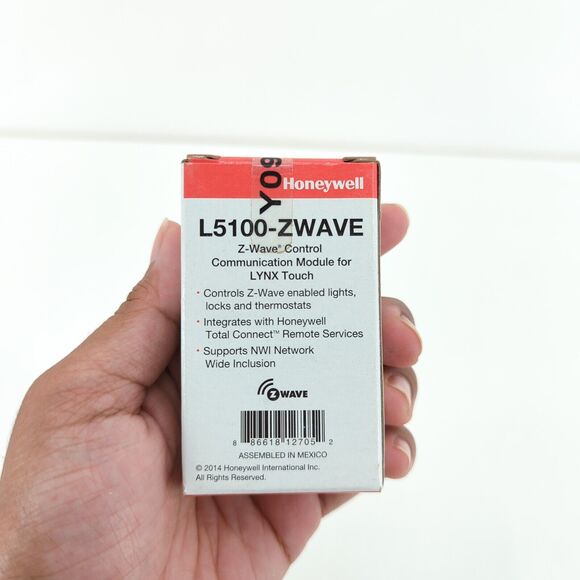 Y09
Honeywell
L5100-ZWAVE
Z-Wave® Control
Communication Module for
LYNX Touch
• Controls Z-Wave enabled lights,
locks and thermostats
• Integrates with Honeywell
Total Connect™ Remote Services
• Supports NWI Network
Wide Inclusion
Z WAVE
8 86618 12705 2
ASSEMBLED IN MEXICO
© 2014 Honeywell International Inc.
All Rights Reserved.